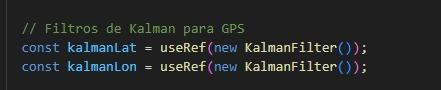 // Filtros de Kalman para GPS
const kalmanLat = useRef(new KalmanFilter());
const kalmanLon = useRef(new KalmanFilter());